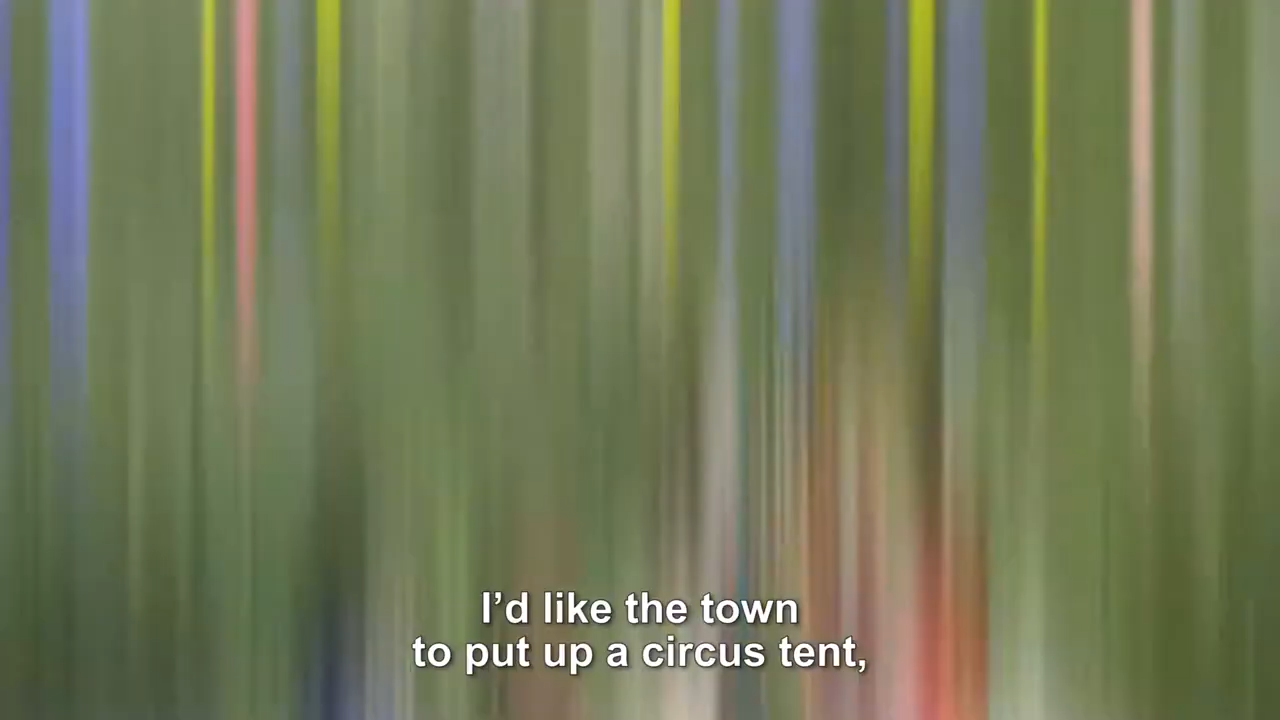 I’d like the town
to put up a circus tent,